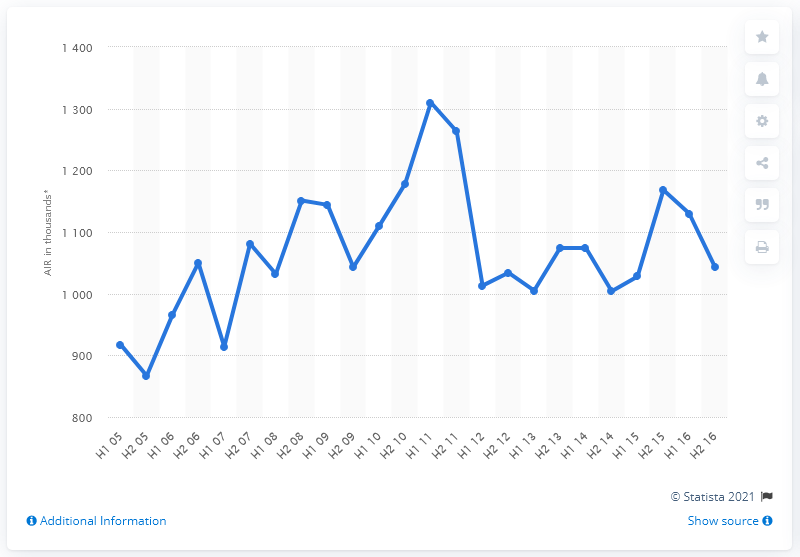 1 400
1 300
1 200
1 100
1 000
900
800
AIR in thousands*
H1 05
H2 05
H1 06
H2 06
H1 07
H2 07
H1 08
H2 08
H1 09
H2 09
H1 10
H2 10
H1 11
H2 11
H1 12
H2 12
H1 13
H2 13
H1 14
H2 14
H1 15
H2 15
H1 16
H2 16
© Statista 2021
Additional Information
Show source